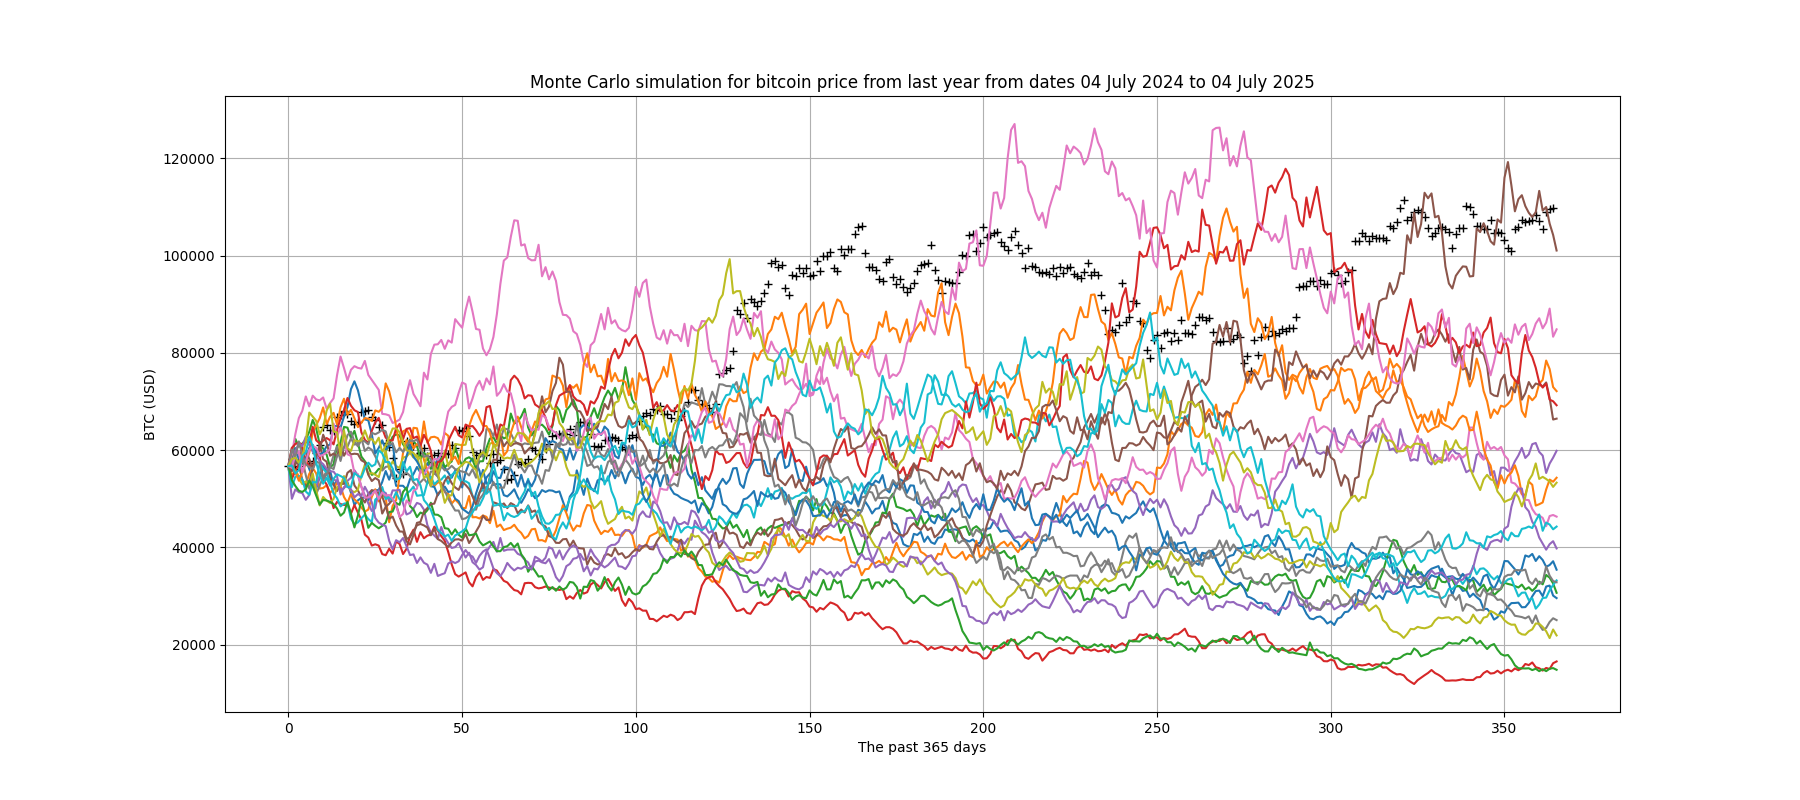 Monte Carlo simulation for bitcoin price from last year from dates 04 July 2024 to 04 July 2025
120000
100000
80000
60000
40000
20000
BTC (USD)
0 50 100 150 200 250 300 350
The past 365 days